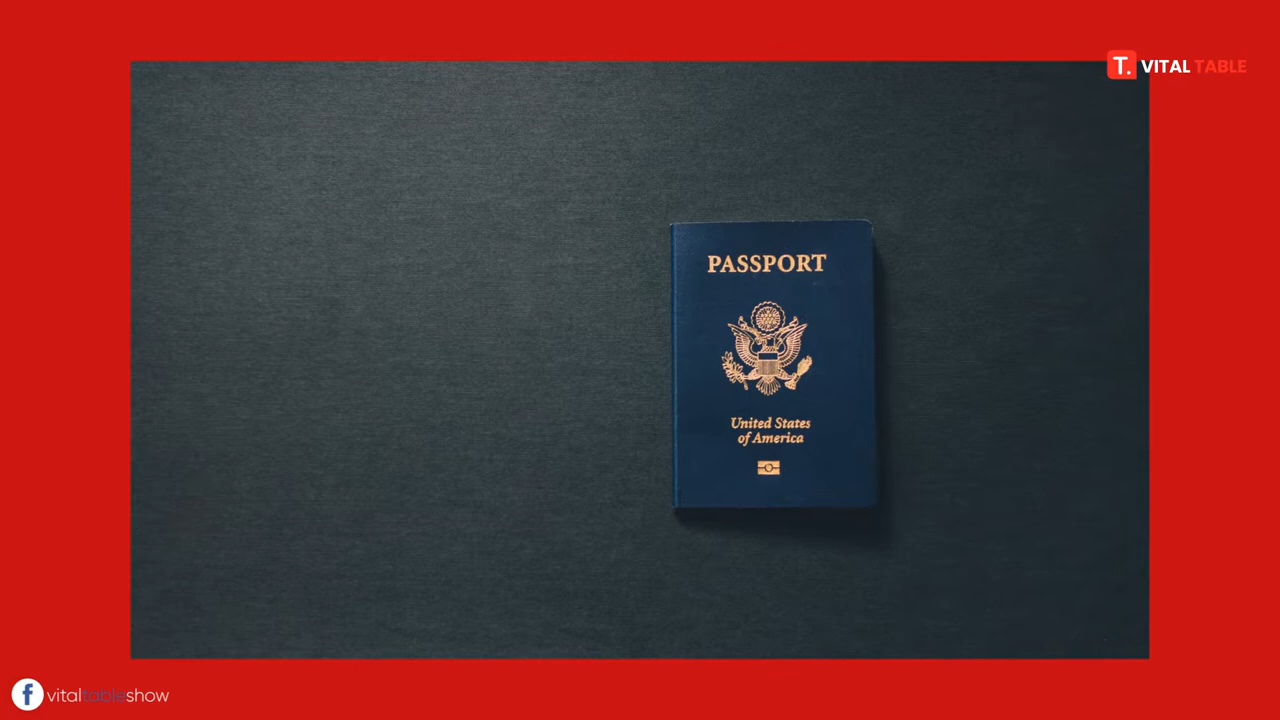 T. VITAL TABLE
PASSPORT
United States
of America
f vitaltableshow